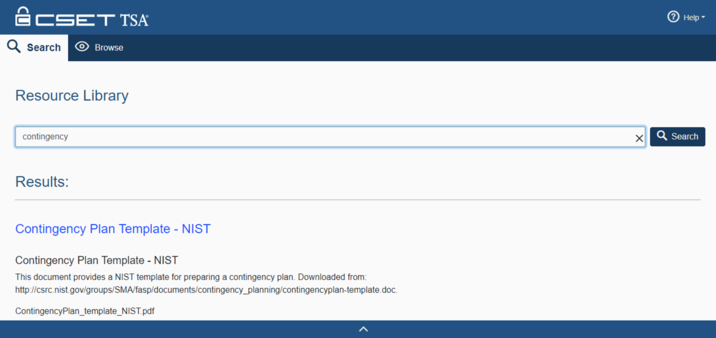 CSET TSA
Help
Search
Browse
Resource Library
contingency
Search
Results:
Contingency Plan Template - NIST
Contingency Plan Template - NIST
This document provides a NIST template for preparing a contingency plan. Downloaded from:
http://csrc.nist.gov/groups/SMA/fasp/documents/contingency_planning/contingencyplan-template.doc.
ContingencyPlan_template_NIST.pdf